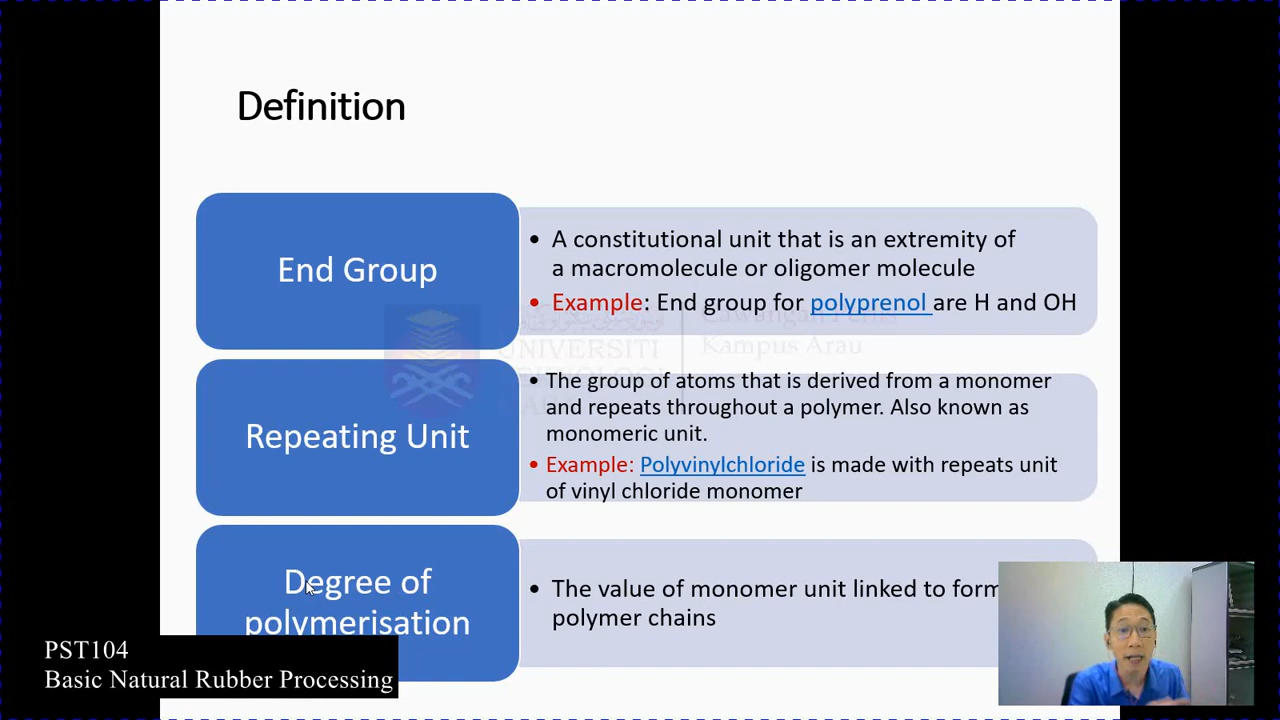 Definition
End Group
• A constitutional unit that is an extremity of
a macromolecule or oligomer molecule
• Example: End group for polyprenol are H and OH
UNIVERSITI
Kampus Arau
Repeating Unit
• The group of atoms that is derived from a monomer
and repeats throughout a polymer. Also known as
monomeric unit.
• Example: Polyvinylchloride is made with repeats unit
of vinyl chloride monomer
Degree of
polymerisation
• The value of monomer unit linked to form
polymer chains
PST104
Basic Natural Rubber Processing